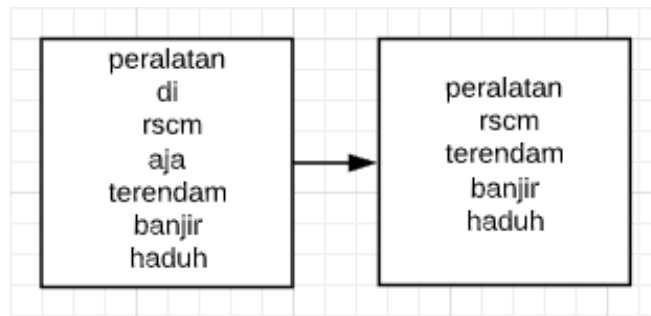 peralatan
di
rscm
aja
terendam
banjir
haduh
peralatan
rscm
terendam
banjir
haduh